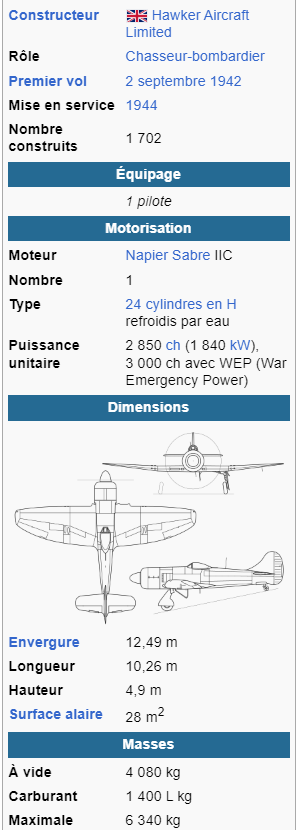 Constructeur Hawker Aircraft
Limited
Rôle Chasseur-bombardier
Premier vol 2 septembre 1942
Mise en service 1944
Nombre
construits 1 702
Équipage
1 pilote
Motorisation
Moteur Napier Sabre IIC
Nombre 1
Type 24 cylindres en H
refroidis par eau
Puissance 2 850 ch (1 840 kW),
unitaire 3 000 ch avec WEP (War
Emergency Power)
Dimensions
Envergure 12,49 m
Longueur 10,26 m
Hauteur 4,9 m
Surface alaire 28 m2
Masses
À vide 4 080 kg
Carburant 1 400 L kg
Maximale 6 340 kg